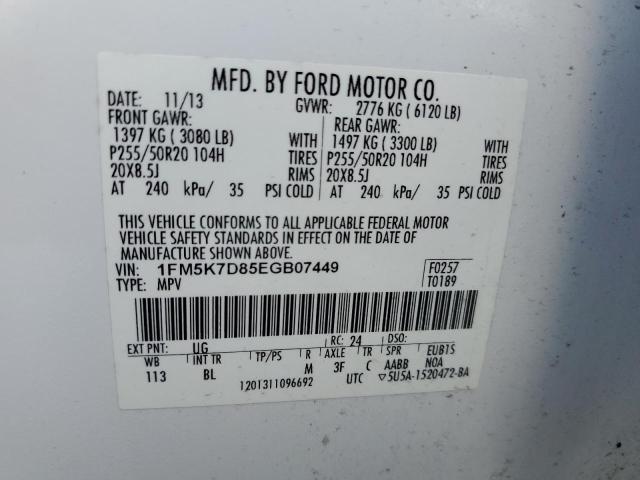 MFD. BY FORD MOTOR CO.
DATE: 11/13 GVWR: 2776 KG ( 6120 LB)
FRONT GAWR: REAR GAWR:
1397 KG ( 3080 LB) WITH 1497 KG ( 3300 LB) WITH
P255/50R20 104H TIRES P255/50R20 104H TIRES
20X8.5J RIMS 20X8.5J RIMS
AT 240 kPa/ 35 PSI COLD AT 240 kPa/ 35 PSI COLD
THIS VEHICLE CONFORMS TO ALL APPLICABLE FEDERAL MOTOR
VEHICLE SAFETY STANDARDS IN EFFECT ON THE DATE OF
MANUFACTURE SHOWN ABOVE.
VIN: 1FM5K7D85EGB07449 F0257
TYPE: MPV T0189
EXT PNT: UG RC: 24 DSO:
WB INT TR TP/PS R AXLE TR SPR EUB1S
113 BL M 3F C AABB NOA
1201311096692 UTC ▽5U5A-1520472-BA